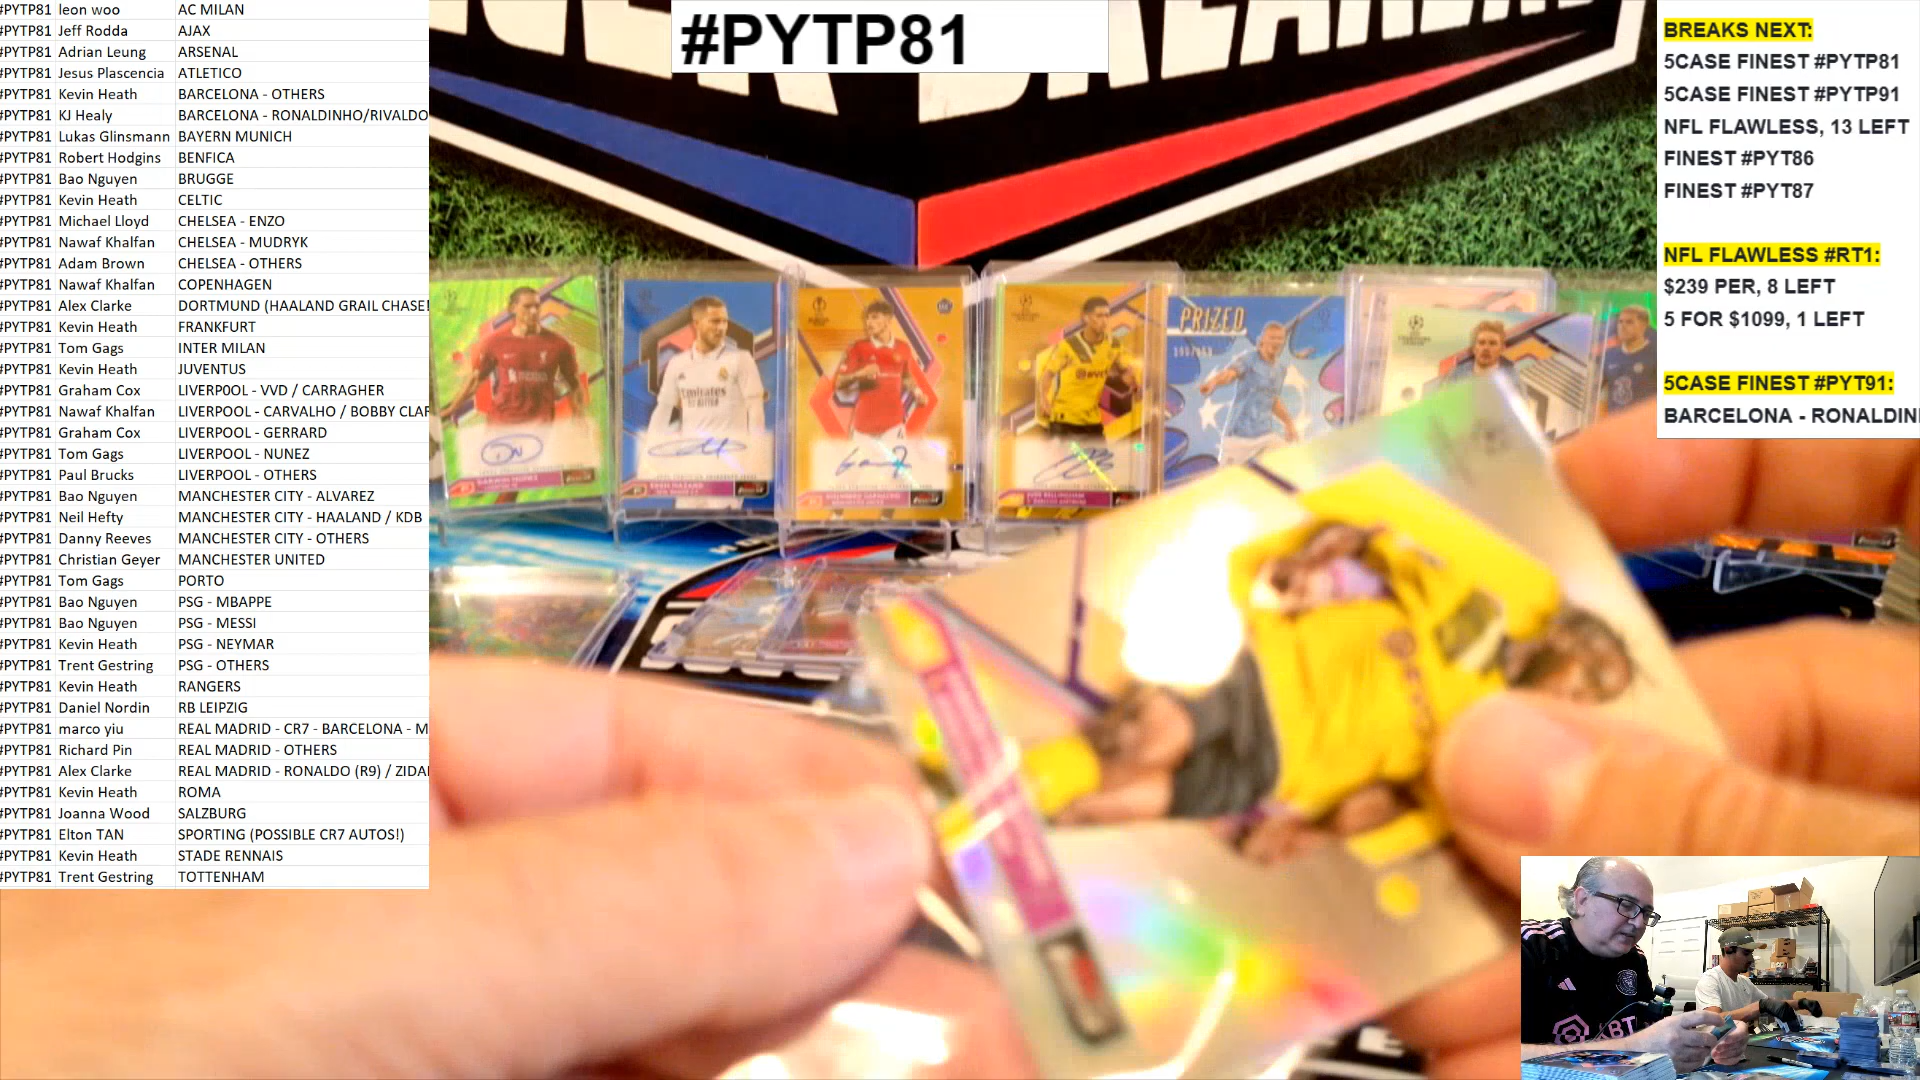 #PYTP81 leon woo AC MILAN
#PYTP81 Jeff Rodda AJAX
#PYTP81 Adrian Leung ARSENAL
#PYTP81 Jesus Plascencia ATLETICO
#PYTP81 Kevin Heath BARCELONA - OTHERS
#PYTP81 KJ Healy BARCELONA - RONALDINHO/RIVALDO
#PYTP81 Lukas Glinsmann BAYERN MUNICH
#PYTP81 Robert Hodgins BENFICA
#PYTP81 Bao Nguyen BRUGGE
#PYTP81 Kevin Heath CELTIC
#PYTP81 Michael Lloyd CHELSEA - ENZO
#PYTP81 Nawaf Khalfan CHELSEA - MUDRYK
#PYTP81 Adam Brown CHELSEA - OTHERS
#PYTP81 Nawaf Khalfan COPENHAGEN
#PYTP81 Alex Clarke DORTMUND (HAALAND GRAIL CHASE!
#PYTP81 Kevin Heath FRANKFURT
#PYTP81 Tom Gags INTER MILAN
#PYTP81 Kevin Heath JUVENTUS
#PYTP81 Graham Cox LIVERP0OL - VVD / CARRAGHER
#PYTP81 Nawaf Khalfan LIVERPOOL - CARVALHO / BOBBY CLAR
#PYTP81 Graham Cox LIVERPOOL - GERRARD
#PYTP81 Tom Gags LIVERPOOL - NUNEZ
#PYTP81 Paul Brucks LIVERPOOL - OTHERS
#PYTP81 Bao Nguyen MANCHESTER CITY - ALVAREZ
#PYTP81 Neil Hefty MANCHESTER CITY - HAALAND / KDB
#PYTP81 Danny Reeves MANCHESTER CITY - OTHERS
#PYTP81 Christian Geyer MANCHESTER UNITED
#PYTP81 Tom Gags PORTO
#PYTP81 Bao Nguyen PSG - MBAPPE
#PYTP81 Bao Nguyen PSG - MESSI
#PYTP81 Kevin Heath PSG - NEYMAR
#PYTP81 Trent Gestring PSG - OTHERS
#PYTP81 Kevin Heath RANGERS
#PYTP81 Daniel Nordin RB LEIPZIG
#PYTP81 marco yiu REAL MADRID - CR7 - BARCELONA - M
#PYTP81 Richard Pin REAL MADRID - OTHERS
#PYTP81 Alex Clarke REAL MADRID - RONALDO (R9) / ZIDA
#PYTP81 Kevin Heath ROMA
#PYTP81 Joanna Wood SALZBURG
#PYTP81 Elton TAN SPORTING (POSSIBLE CR7 AUTOS!)
#PYTP81 Kevin Heath STADE RENNAIS
#PYTP81 Trent Gestring TOTTENHAM
#PYTP81
PRIZED
BREAKS NEXT:
5CASE FINEST #PYTP81
5CASE FINEST #PYTP91
NFL FLAWLESS, 13 LEFT
FINEST #PYT86
FINEST #PYT87
NFL FLAWLESS #RT1:
$239 PER, 8 LEFT
5 FOR $1099, 1 LEFT
5CASE FINEST #PYT91:
BARCELONA - RONALDIN